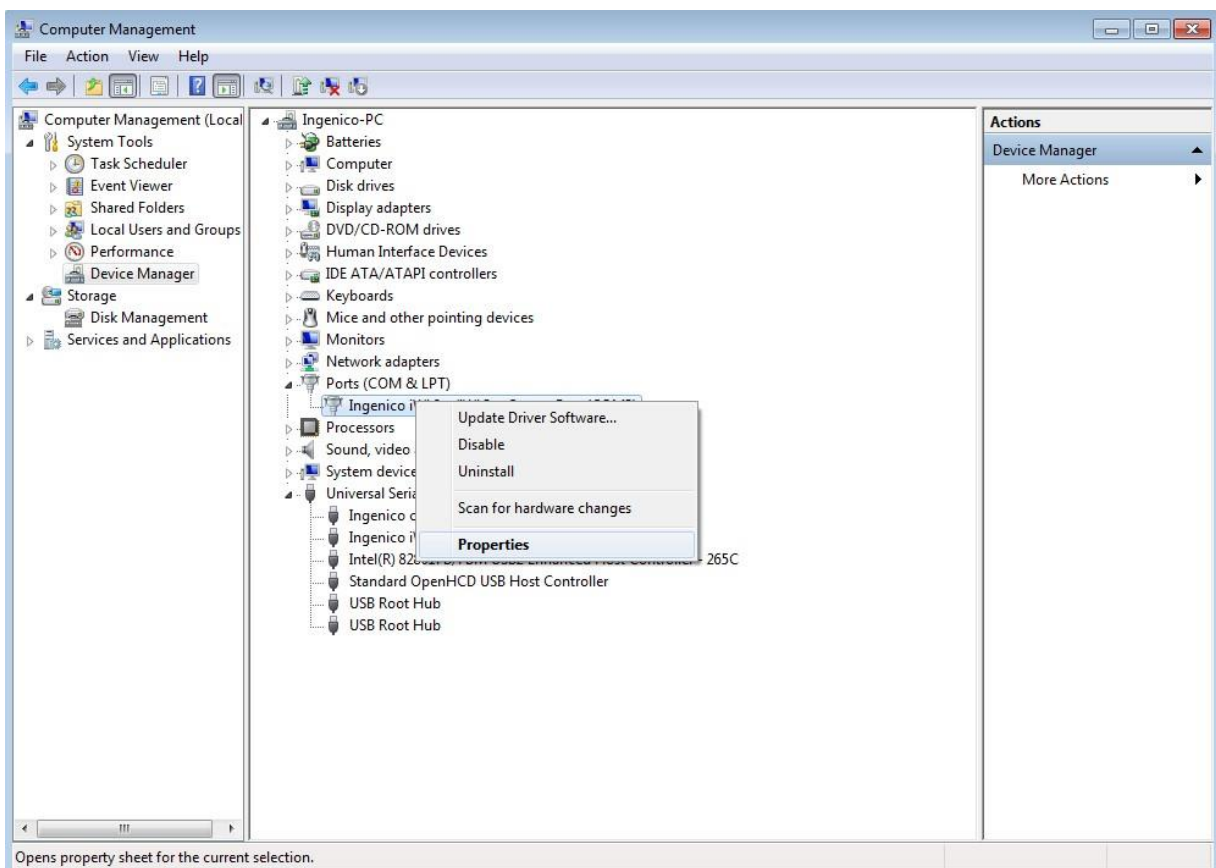 Computer Management
File Action View Help
Computer Management (Local
System Tools
Task Scheduler
Event Viewer
Shared Folders
Local Users and Groups
Performance
Device Manager
Storage
Disk Management
Services and Applications
Ingenico-PC
Batteries
Computer
Disk drives
Display adapters
DVD/CD-ROM drives
Human Interface Devices
IDE ATA/ATAPI controllers
Keyboards
Mice and other pointing devices
Monitors
Network adapters
Ports (COM & LPT)
Ingenico
Processors
Sound, video
System device
Universal Seria
Ingenico c
Ingenico
Intel(R) Controller - 265C
Standard OpenHCD USB Host Controller
USB Root Hub
USB Root Hub
Update Driver Software...
Disable
Uninstall
Scan for hardware changes
Properties
Actions
Device Manager
More Actions
Opens property sheet for the current selection.